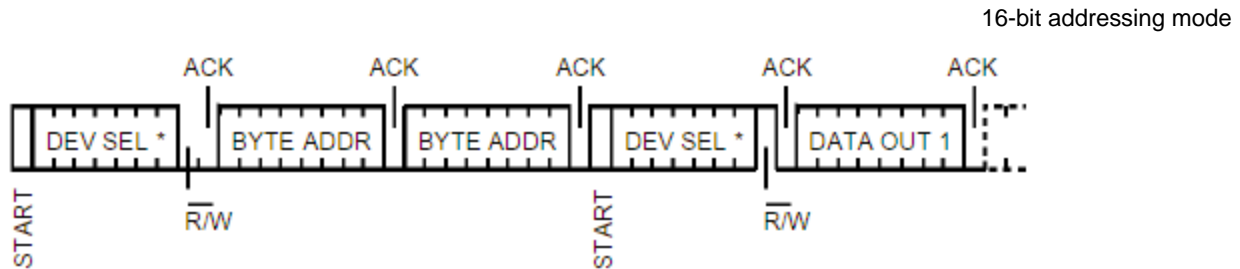 16-bit addressing mode
ACK ACK ACK ACK ACK
DEV SEL * BYTE ADDR BYTE ADDR DEV SEL * DATA OUT 1
START R/W START R/W